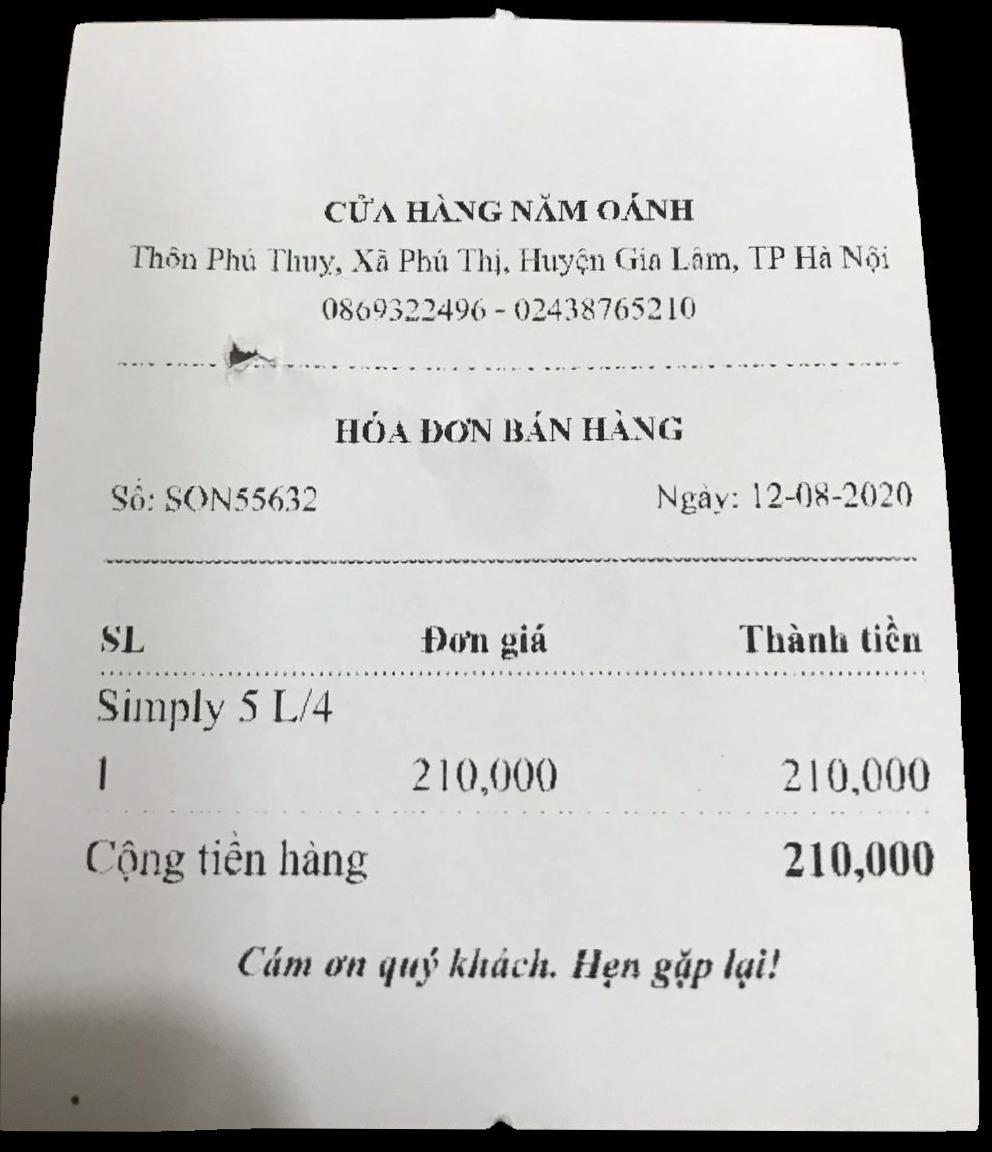 CỬA HÀNG NĂM OÁNH
Thôn Phú Thụy, Xã Phú Thị, Huyện Gia Lâm, TP Hà Nội
0869322496 - 02438765210
HÓA ĐƠN BÁN HÀNG
Số: SON55632 Ngày: 12-08-2020
SL Đơn giá Thành tiền
Simply 5 L/4
1 210,000 210,000
Cộng tiền hàng 210,000
Cám ơn quý khách. Hẹn gặp lại!